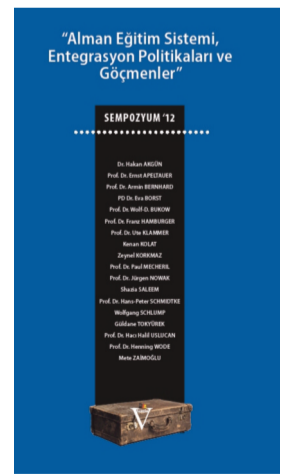 “Alman Eğitim Sistemi,
Entegrasyon Politikaları ve
Göçmenler”
SEMPOZYUM ‘12
Dr. Hakan AKGÜN
Prof. Dr. Ernst APELTAUER
Prof. Dr. Armin BERNHARD
PD Dr. Eva BORST
Prof. Dr. Wolf-D. BUKOW
Prof. Dr. Franz HAMBURGER
Prof. Dr. Ute KLAMMER
Kenan KOLAT
Zeynel KORKMAZ
Prof. Dr. Paul MECHERIL
Prof. Dr. Jürgen NOWAK
Shazia SALEEM
Prof. Dr. Hans-Peter SCHMIDTKE
Wolfgang SCHLUMP
Güldane TOKYÜREK
Prof. Dr. Hacı Halil USLUCAN
Prof. Dr. Henning WODE
Mete ZAİMOĞLU
V